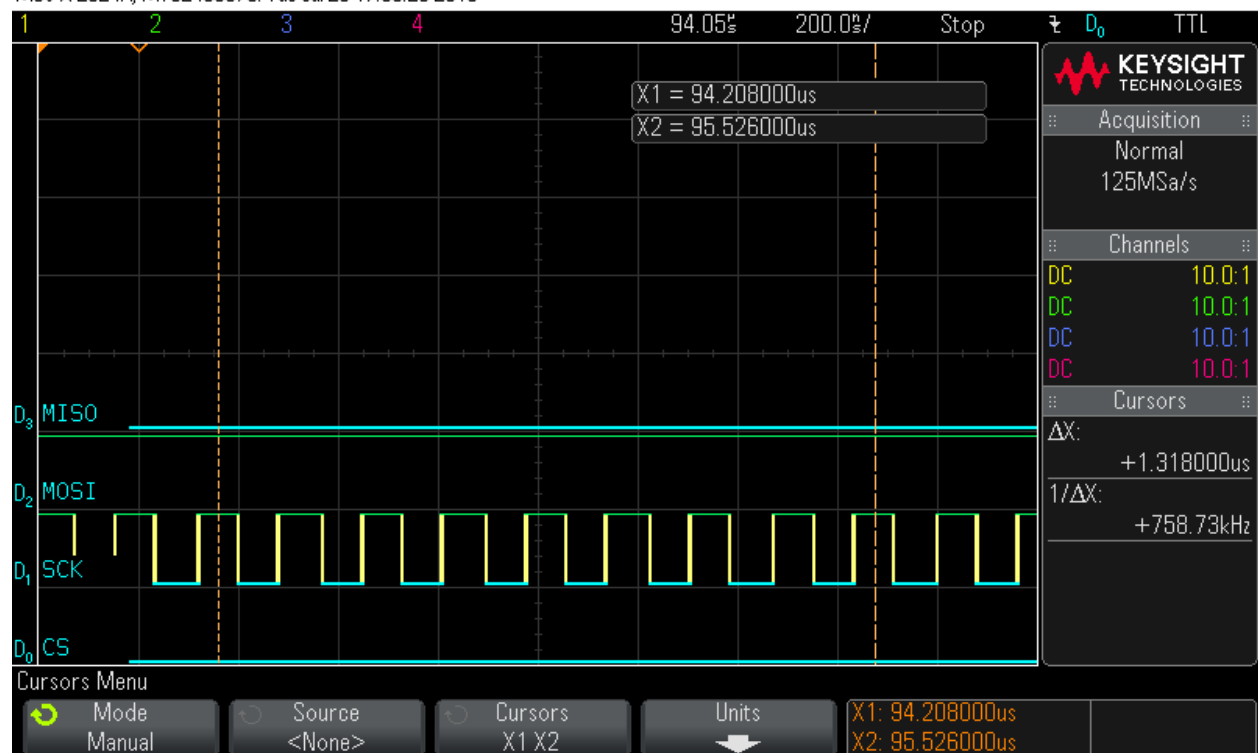 1 2 3 4 94.05µs 200.0ns/ Stop D0 TTL
KEYSIGHT
TECHNOLOGIES
Acquisition
Normal
125MSa/s
Channels
DC 10.0:1
DC 10.0:1
DC 10.0:1
DC 10.0:1
Cursors
ΔX:
+1.318000us
1/ΔX:
+758.73kHz
X1 = 94.208000us
X2 = 95.526000us
D3 MISO
D2 MOSI
D1 SCK
D0 CS
Cursors Menu
Mode
Manual
Source
<None>
Cursors
X1 X2
Units
X1: 94.208000us
X2: 95.526000us